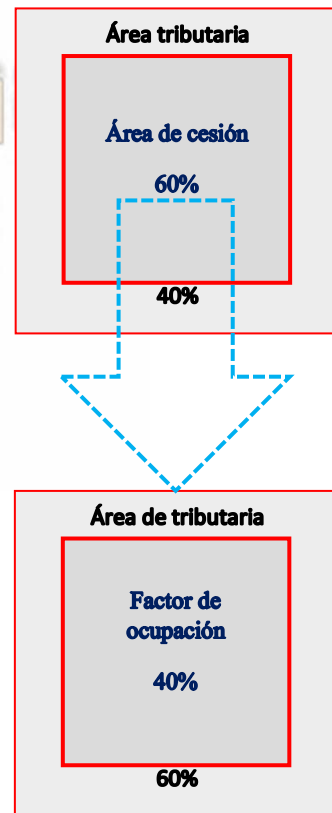 Área tributaria
Área de cesión
60%
40%
Área de tributaria
Factor de
ocupación
40%
60%